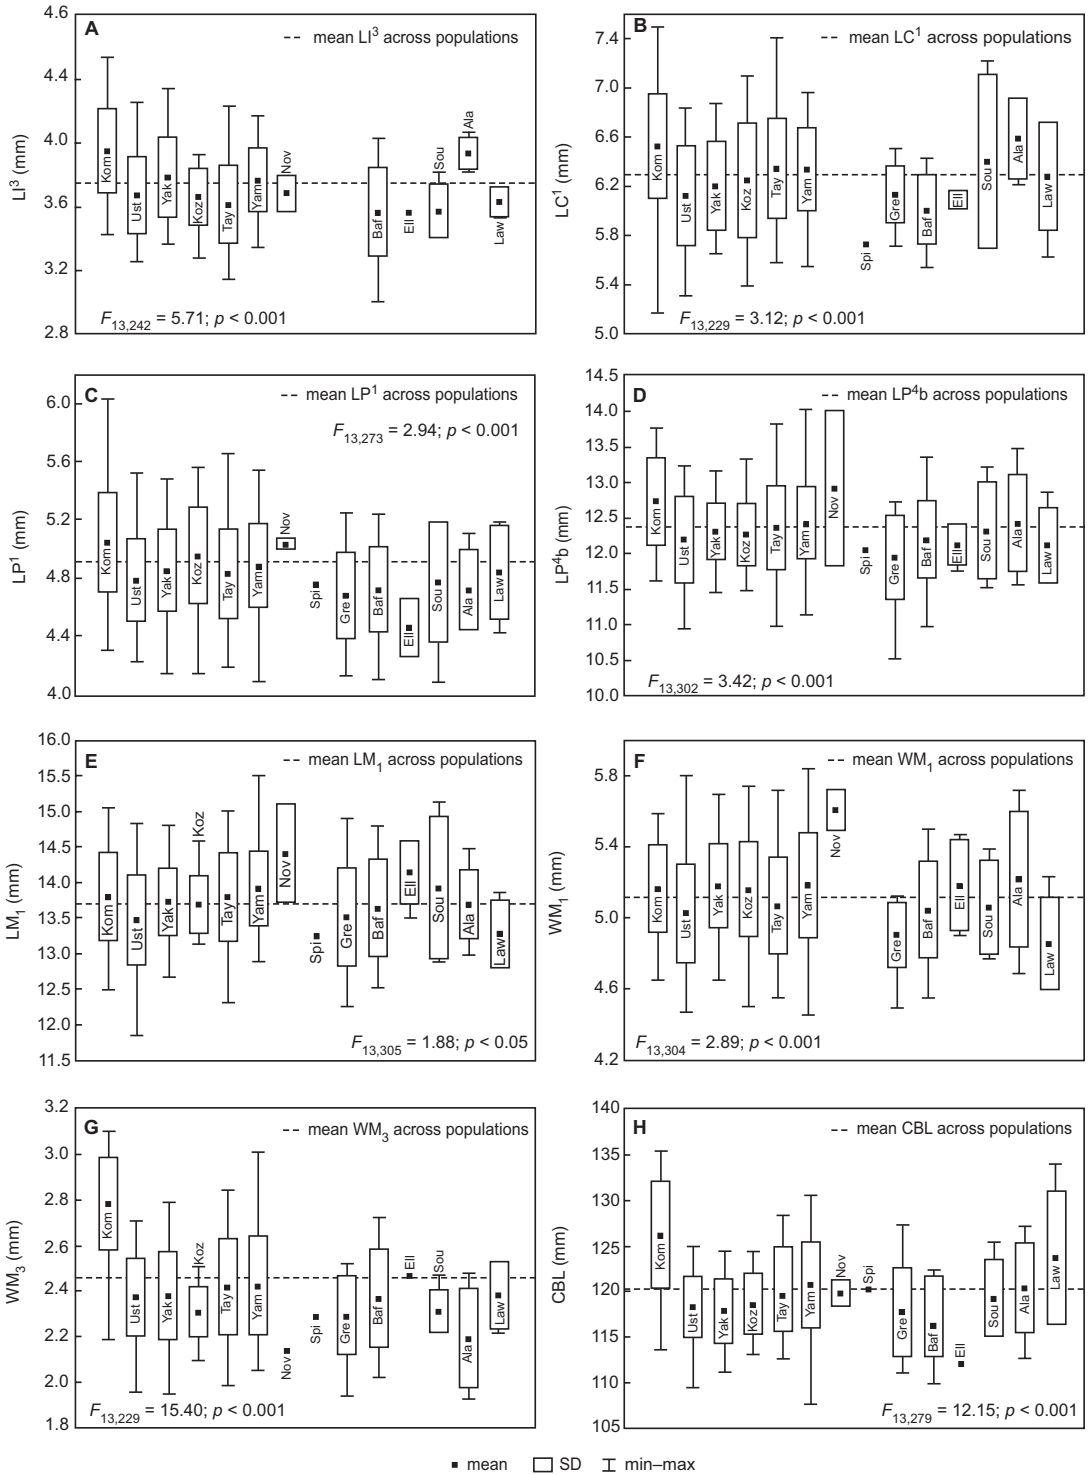 A
mean LI³ across populations
LI³ (mm)
4.6
4.4
4.0
3.6
3.2
2.8
Kom
Ust
Yak
Koz
Tay
Yam
Nov
Baf
Ell
Sou
Ala
Law
F13,242 = 5.71; p < 0.001
B
mean LC¹ across populations
LC¹ (mm)
7.4
7.0
6.6
6.2
5.8
5.4
5.0
Kom
Ust
Yak
Koz
Tay
Yam
Spi
Gre
Baf
Ell
Sou
Ala
Law
F13,229 = 3.12; p < 0.001
C
mean LP¹ across populations
F13,273 = 2.94; p < 0.001
LP¹ (mm)
6.0
5.6
5.2
4.8
4.4
4.0
Kom
Ust
Yak
Koz
Tay
Yam
Nov
Spi
Gre
Baf
Ell
Sou
Ala
Law
D
mean LP⁴b across populations
LP⁴b (mm)
14.5
14.0
13.5
13.0
12.5
12.0
11.5
11.0
10.5
10.0
Kom
Ust
Yak
Koz
Tay
Yam
Nov
Spi
Gre
Baf
Ell
Sou
Ala
Law
F13,302 = 3.42; p < 0.001
E
mean LM₁ across populations
LM₁ (mm)
16.0
15.5
15.0
14.5
14.0
13.5
13.0
12.5
12.0
11.5
Kom
Ust
Yak
Koz
Tay
Yam
Nov
Spi
Gre
Baf
Ell
Sou
Ala
Law
F13,305 = 1.88; p < 0.05
F
mean WM₁ across populations
WM₁ (mm)
5.8
5.4
5.0
4.6
4.2
Kom
Ust
Yak
Koz
Tay
Yam
Nov
Gre
Baf
Ell
Sou
Ala
Law
F13,304 = 2.89; p < 0.001
G
mean WM₃ across populations
WM₃ (mm)
3.2
3.0
2.8
2.6
2.4
2.2
2.0
1.8
Kom
Ust
Yak
Koz
Tay
Yam
Nov
Spi
Gre
Baf
Ell
Sou
Ala
Law
F13,229 = 15.40; p < 0.001
H
mean CBL across populations
CBL (mm)
140
135
130
125
120
115
110
105
Kom
Ust
Yak
Koz
Tay
Yam
Nov
Spi
Gre
Baf
Ell
Sou
Ala
Law
F13,279 = 12.15; p < 0.001
mean SD min–max